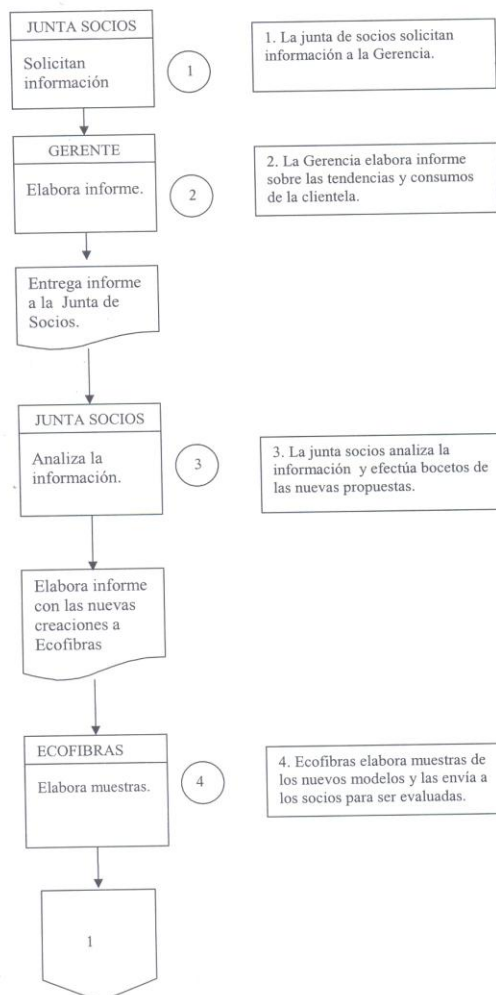 JUNTA SOCIOS
Solicitan
información
1
1. La junta de socios solicitan
información a la Gerencia.
GERENTE
Elabora informe.
2
2. La Gerencia elabora informe
sobre las tendencias y consumos
de la clientela.
Entrega informe
a la Junta de
Socios.
JUNTA SOCIOS
Analiza la
información.
3
3. La junta socios analiza la
información y efectúa bocetos de
las nuevas propuestas.
Elabora informe
con las nuevas
creaciones a
Ecofibras
ECOFIBRAS
Elabora muestras.
4
4. Ecofibras elabora muestras de
los nuevos modelos y las envía a
los socios para ser evaluadas.
1